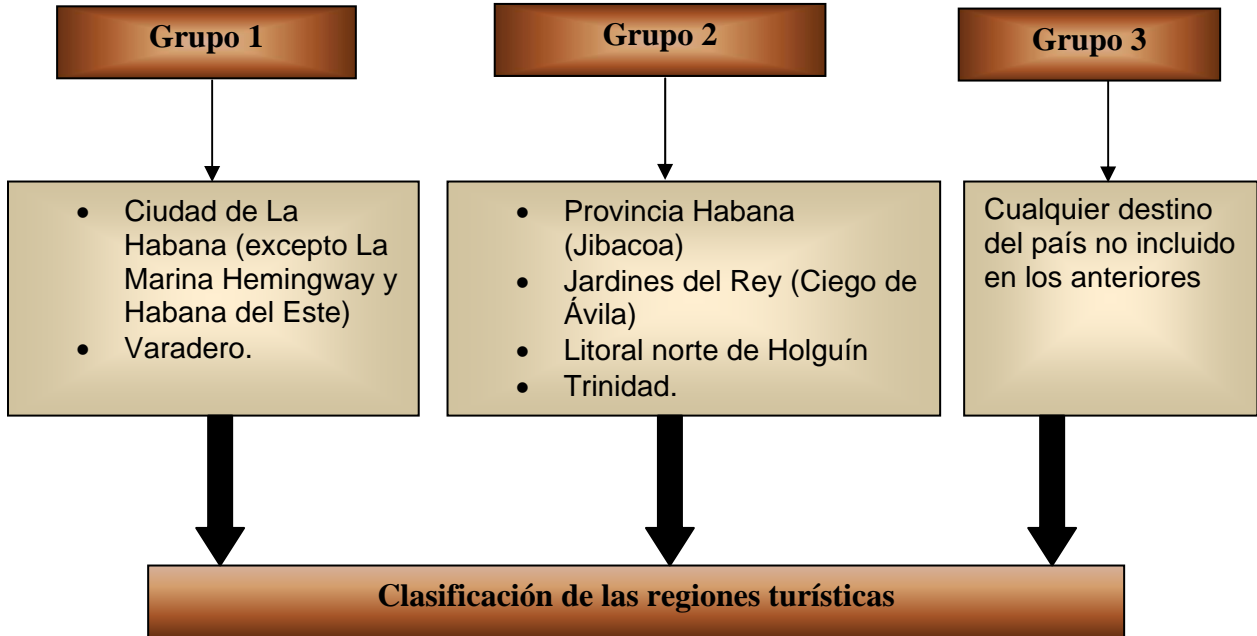 Grupo 1
Grupo 2
Grupo 3
• Ciudad de La
Habana (excepto La
Marina Hemingway y
Habana del Este)
• Varadero.
• Provincia Habana
(Jibacoa)
• Jardines del Rey (Ciego de
Ávila)
• Litoral norte de Holguín
• Trinidad.
Cualquier destino
del país no incluido
en los anteriores
Clasificación de las regiones turísticas